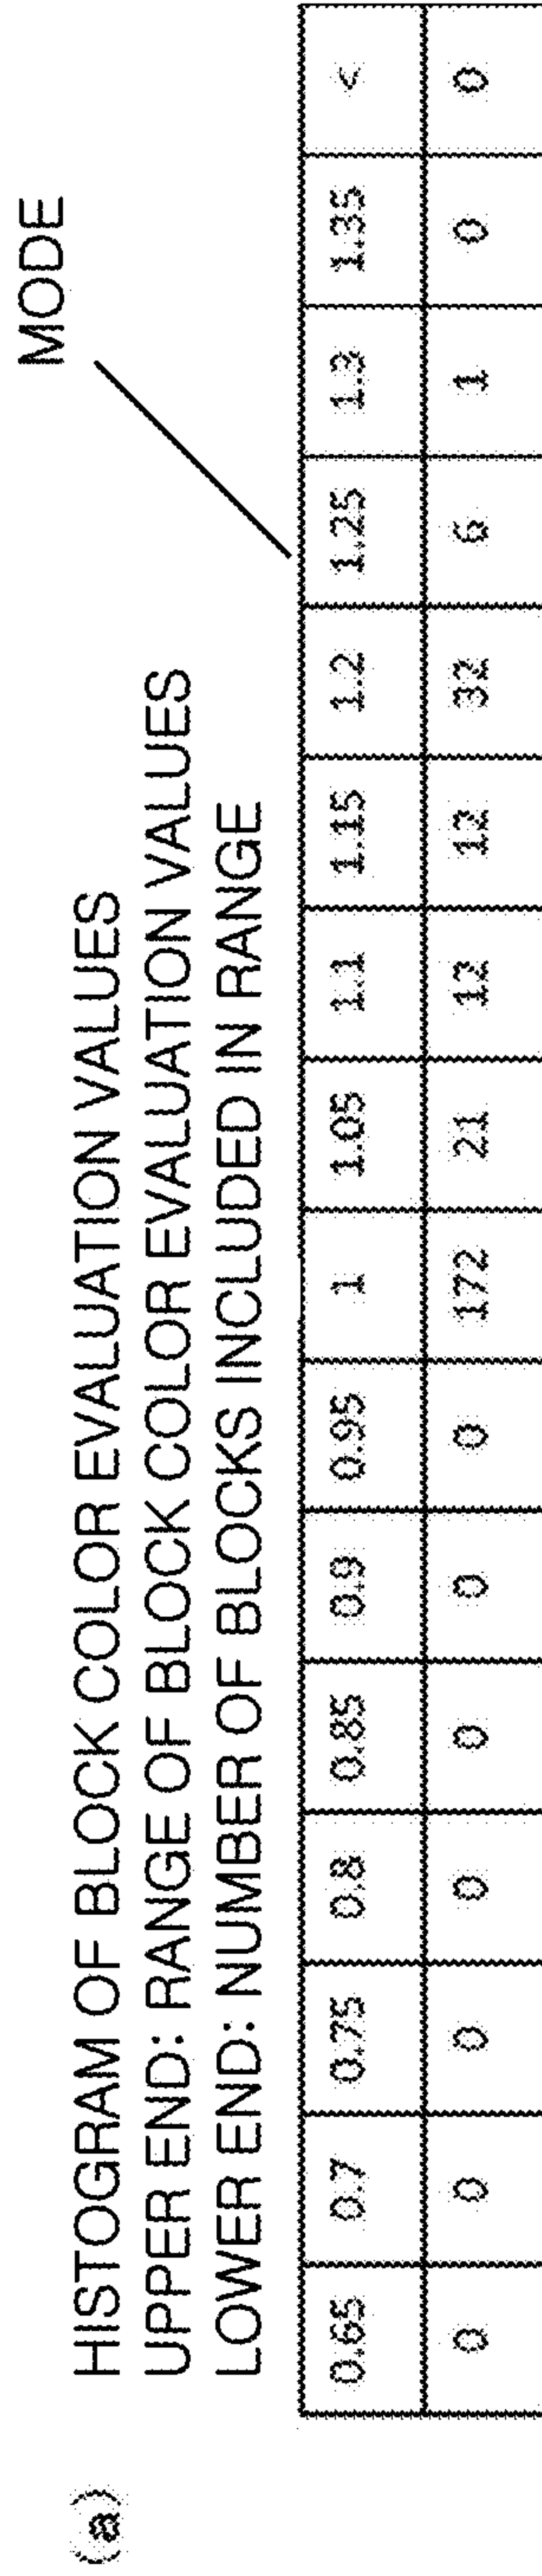 (a)
HISTOGRAM OF BLOCK COLOR EVALUATION VALUES
UPPER END: RANGE OF BLOCK COLOR EVALUATION VALUES
LOWER END: NUMBER OF BLOCKS INCLUDED IN RANGE
MODE
0.65 0.7 0.75 0.8 0.85 0.9 0.95 1 1.05 1.1 1.15 1.2 1.25 1.3 1.35 <
0 0 0 0 0 0 0 172 21 12 12 32 6 1 0 0